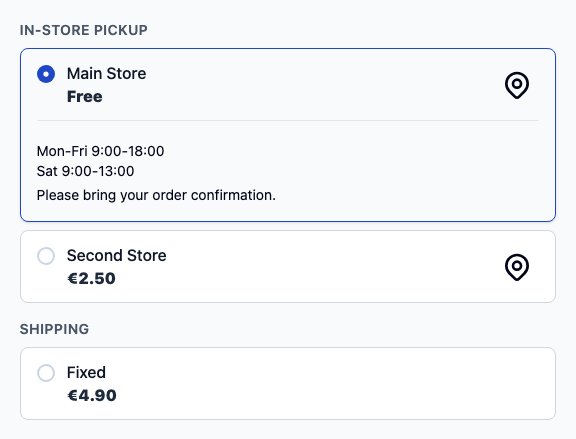 IN-STORE PICKUP
Main Store
Free
Mon-Fri 9:00-18:00
Sat 9:00-13:00
Please bring your order confirmation.
Second Store
€2.50
SHIPPING
Fixed
€4.90